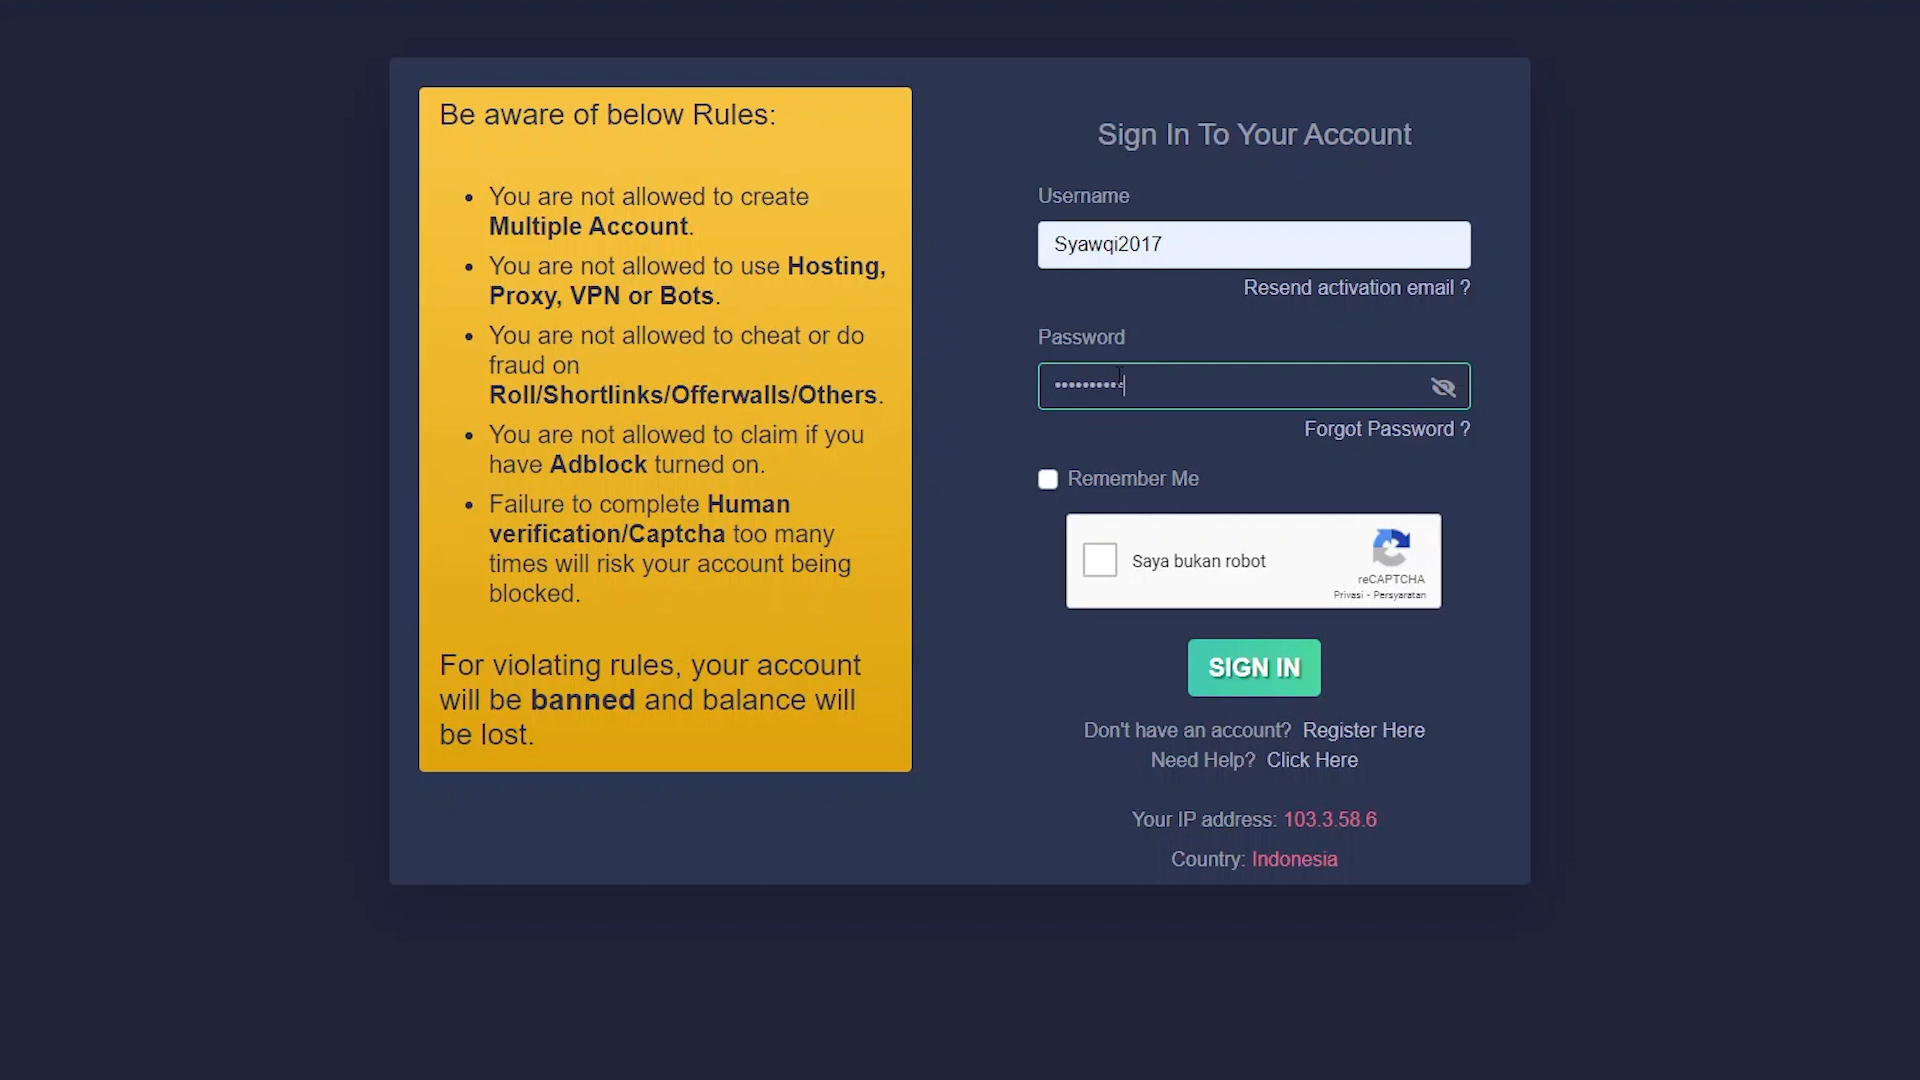 Be aware of below Rules:
You are not allowed to create
Multiple Account.
You are not allowed to use Hosting,
Proxy, VPN or Bots.
You are not allowed to cheat or do
fraud on
Roll/Shortlinks/Offerwalls/Others.
You are not allowed to claim if you
have Adblock turned on.
Failure to complete Human
verification/Captcha too many
times will risk your account being
blocked.
For violating rules, your account
will be banned and balance will
be lost.
Sign In To Your Account
Username
Syawqi2017
Resend activation email ?
Password
Forgot Password ?
Remember Me
Saya bukan robot
reCAPTCHA
Privasi - Persyaratan
SIGN IN
Don't have an account? Register Here
Need Help? Click Here
Your IP address: 103.3.58.6
Country: Indonesia